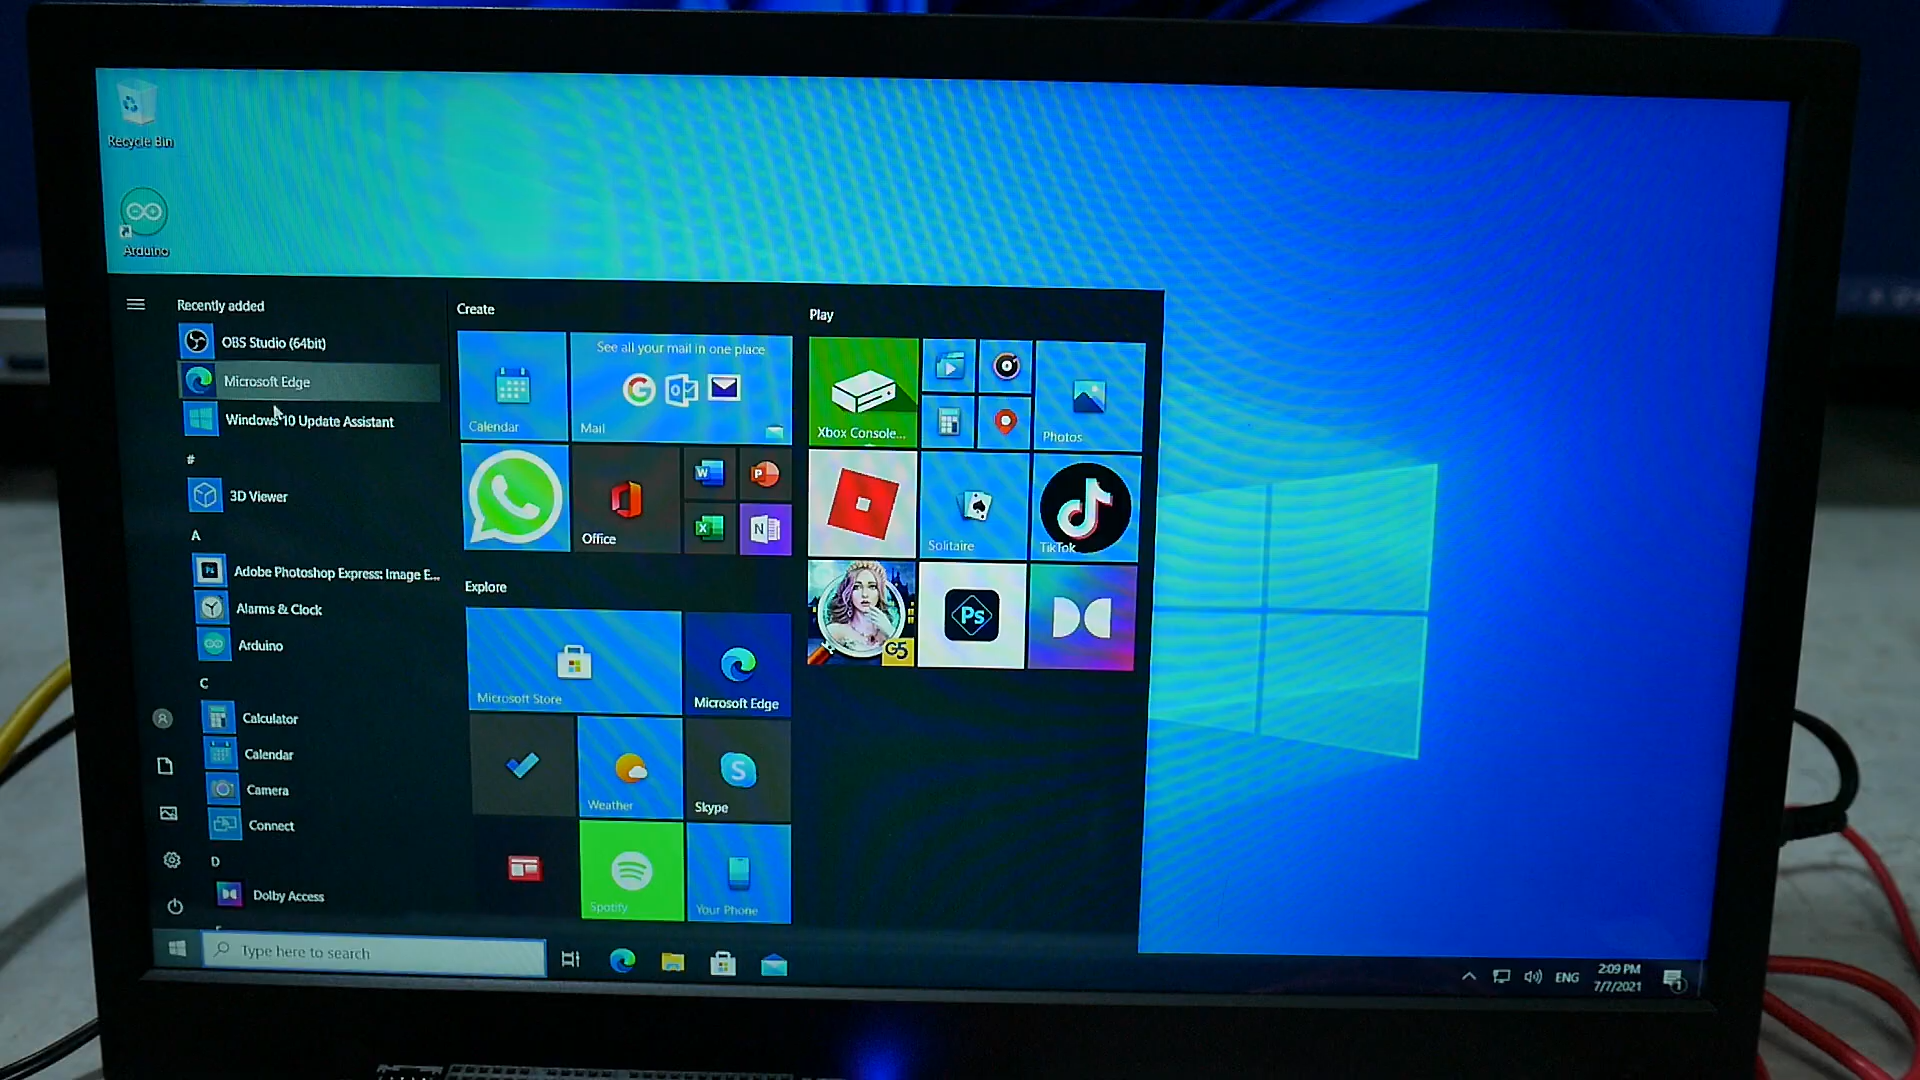 Recycle Bin
Arduino
Recently added
OBS Studio (64bit)
Microsoft Edge
Windows 10 Update Assistant
#
3D Viewer
A
Adobe Photoshop Express: Image E...
Alarms & Clock
Arduino
C
Calculator
Calendar
Camera
Connect
D
Dolby Access
Create
Calendar
See all your mail in one place
G
Mail
Office
W
P
X
N
Explore
Microsoft Store
Microsoft Edge
Weather
S
Skype
Spotify
Your Phone
Play
Xbox Console...
Photos
Solitaire
TikTok
G5
Ps
Type here to search
ENG
2:09 PM
7/7/2021
1